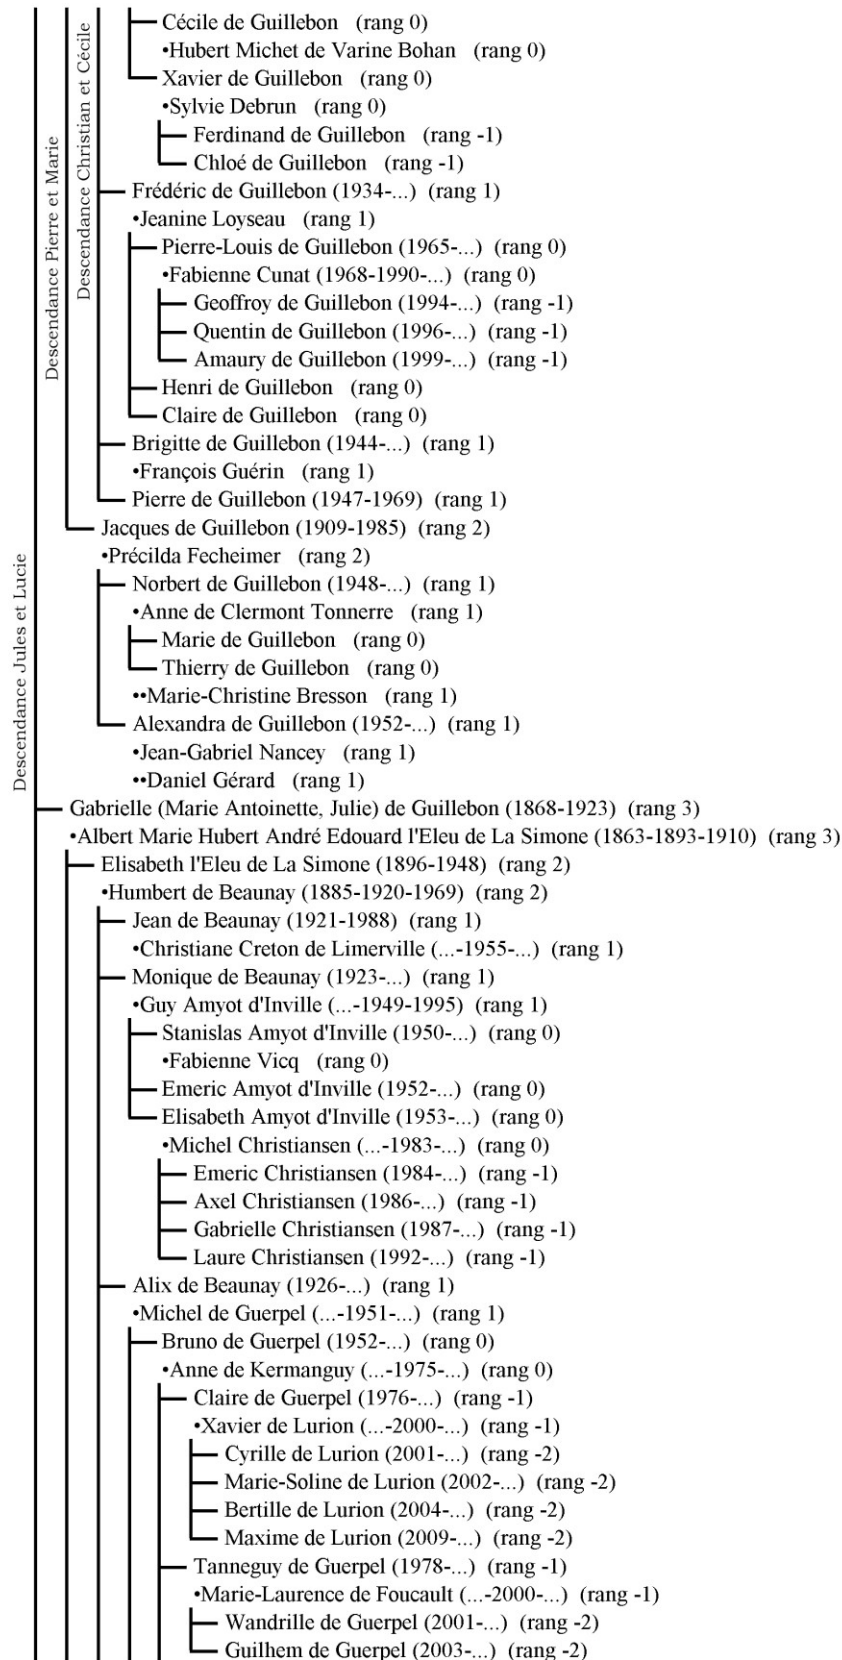 Descendance Jules et Lucie
Descendance Pierre et Marie
Descendance Christian et Cécile
Cécile de Guillebon (rang 0)
•Hubert Michet de Varine Bohan (rang 0)
Xavier de Guillebon (rang 0)
•Sylvie Debrun (rang 0)
Ferdinand de Guillebon (rang -1)
Chloé de Guillebon (rang -1)
Frédéric de Guillebon (1934-...) (rang 1)
•Jeanine Loyseau (rang 1)
Pierre-Louis de Guillebon (1965-...) (rang 0)
•Fabienne Cunat (1968-1990-...) (rang 0)
Geoffroy de Guillebon (1994-...) (rang -1)
Quentin de Guillebon (1996-...) (rang -1)
Amaury de Guillebon (1999-...) (rang -1)
Henri de Guillebon (rang 0)
Claire de Guillebon (rang 0)
Brigitte de Guillebon (1944-...) (rang 1)
•François Guérin (rang 1)
Pierre de Guillebon (1947-1969) (rang 1)
Jacques de Guillebon (1909-1985) (rang 2)
•Précilda Fecheimer (rang 2)
Norbert de Guillebon (1948-...) (rang 1)
•Anne de Clermont Tonnerre (rang 1)
Marie de Guillebon (rang 0)
Thierry de Guillebon (rang 0)
••Marie-Christine Bresson (rang 1)
Alexandra de Guillebon (1952-...) (rang 1)
•Jean-Gabriel Nancey (rang 1)
••Daniel Gérard (rang 1)
Gabrielle (Marie Antoinette, Julie) de Guillebon (1868-1923) (rang 3)
•Albert Marie Hubert André Edouard l'Eleu de La Simone (1863-1893-1910) (rang 3)
Elisabeth l'Eleu de La Simone (1896-1948) (rang 2)
•Humbert de Beaunay (1885-1920-1969) (rang 2)
Jean de Beaunay (1921-1988) (rang 1)
•Christiane Creton de Limerville (...-1955-...) (rang 1)
Monique de Beaunay (1923-...) (rang 1)
•Guy Amyot d'Inville (...-1949-1995) (rang 1)
Stanislas Amyot d'Inville (1950-...) (rang 0)
•Fabienne Vicq (rang 0)
Emeric Amyot d'Inville (1952-...) (rang 0)
Elisabeth Amyot d'Inville (1953-...) (rang 0)
•Michel Christiansen (...-1983-...) (rang 0)
Emeric Christiansen (1984-...) (rang -1)
Axel Christiansen (1986-...) (rang -1)
Gabrielle Christiansen (1987-...) (rang -1)
Laure Christiansen (1992-...) (rang -1)
Alix de Beaunay (1926-...) (rang 1)
•Michel de Guerpel (...-1951-...) (rang 1)
Bruno de Guerpel (1952-...) (rang 0)
•Anne de Kermanguy (...-1975-...) (rang 0)
Claire de Guerpel (1976-...) (rang -1)
•Xavier de Lurion (...-2000-...) (rang -1)
Cyrille de Lurion (2001-...) (rang -2)
Marie-Soline de Lurion (2002-...) (rang -2)
Bertille de Lurion (2004-...) (rang -2)
Maxime de Lurion (2009-...) (rang -2)
Tanneguy de Guerpel (1978-...) (rang -1)
•Marie-Laurence de Foucault (...-2000-...) (rang -1)
Wandrille de Guerpel (2001-...) (rang -2)
Guilhem de Guerpel (2003-...) (rang -2)